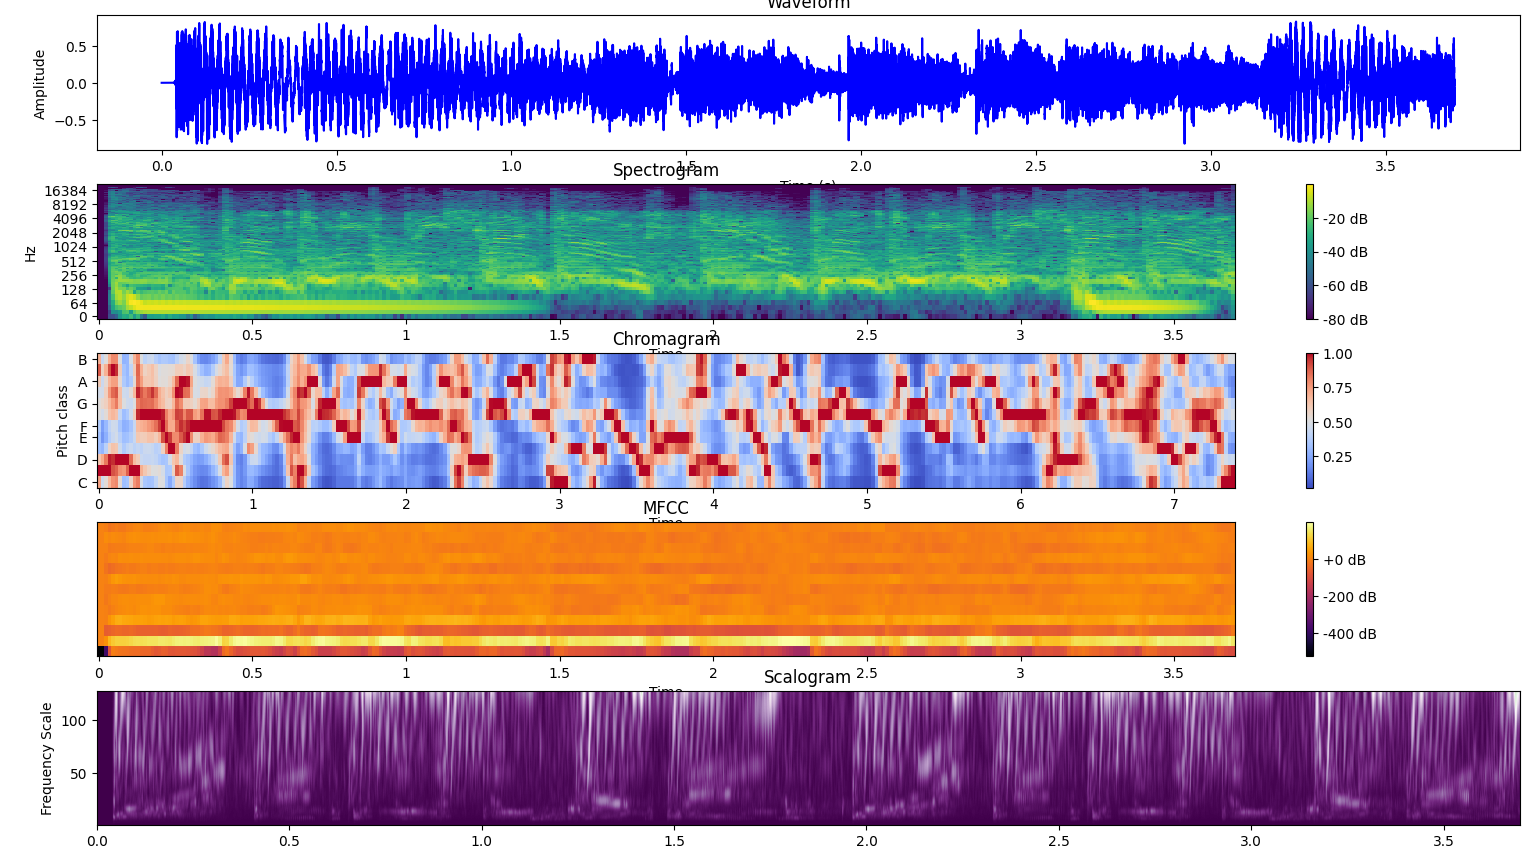 Waveform
Amplitude
0.5
0.0
−0.5
0.0 0.5 1.0 1.5 2.0 2.5 3.0 3.5
Time (s)
Spectrogram
Hz
16384
8192
4096
2048
1024
512
256
128
64
0
0 0.5 1 1.5 2 2.5 3 3.5
Time
-20 dB
-40 dB
-60 dB
-80 dB
Chromagram
Pitch class
B
A
G
F
E
D
C
0 1 2 3 4 5 6 7
Time
1.00
0.75
0.50
0.25
MFCC
0 0.5 1 1.5 2 2.5 3 3.5
Time
+0 dB
-200 dB
-400 dB
Scalogram
Frequency Scale
100
50
0.0 0.5 1.0 1.5 2.0 2.5 3.0 3.5